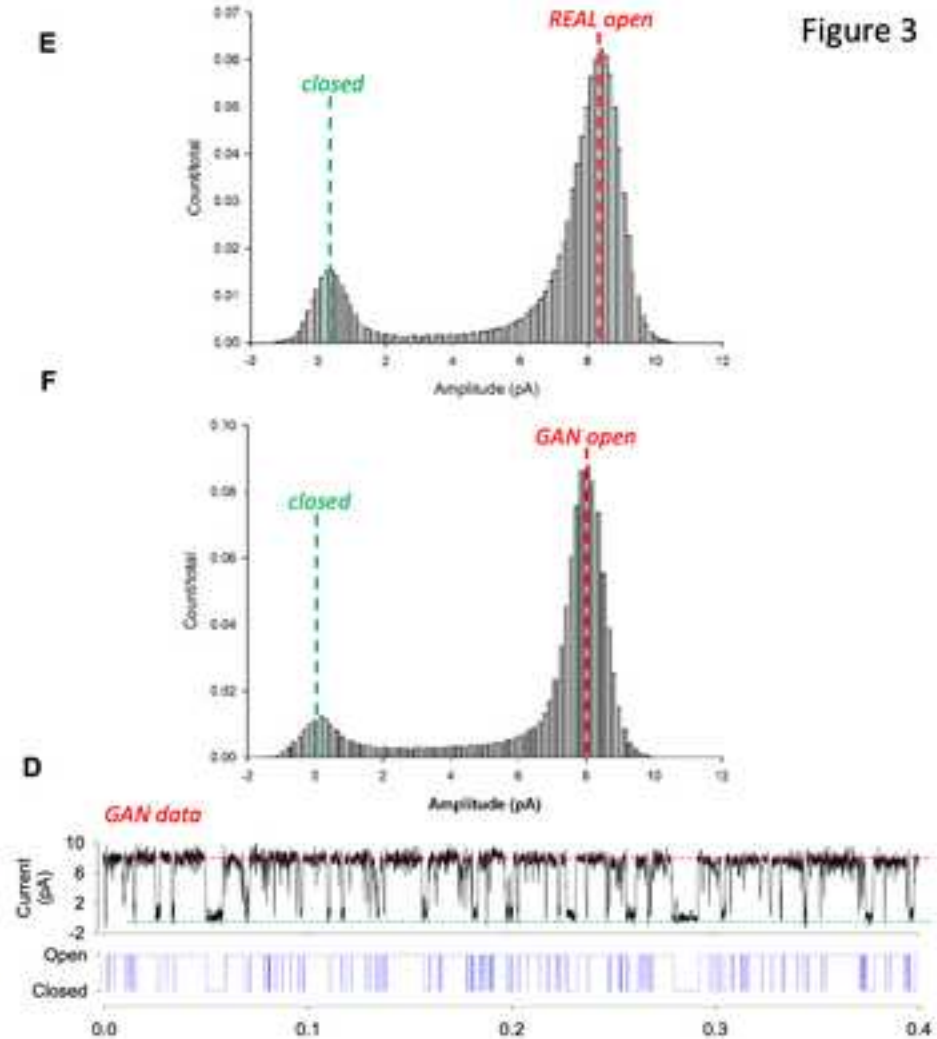 Figure 3
E
REAL open
closed
0.07
0.06
0.05
0.04
0.03
0.02
0.01
0.00
Count/total
-2 0 2 4 6 8 10 12
Amplitude (pA)
F
GAN open
closed
0.10
0.08
0.06
0.04
0.02
0.00
Count/total
-2 0 2 4 6 8 10 12
Amplitude (pA)
D
GAN data
10
6
2
-2
Current
(pA)
Open
Closed
0.0 0.1 0.2 0.3 0.4